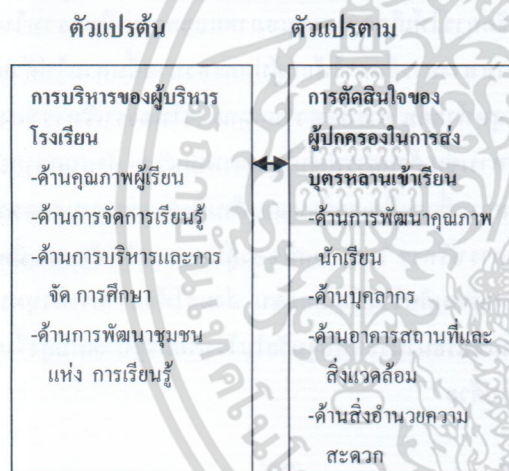 ตัวแปรต้น
ตัวแปรตาม
การบริหารของผู้บริหาร
โรงเรียน
-ด้านคุณภาพผู้เรียน
-ด้านการจัดการเรียนรู้
-ด้านการบริหารและการ
จัด การศึกษา
-ด้านการพัฒนาชุมชน
แห่ง การเรียนรู้
การตัดสินใจของ
ผู้ปกครองในการส่ง
บุตรหลานเข้าเรียน
-ด้านการพัฒนาคุณภาพ
นักเรียน
-ด้านบุคลากร
-ด้านอาคารสถานที่และ
สิ่งแวดล้อม
-ด้านสิ่งอำนวยความ
สะดวก